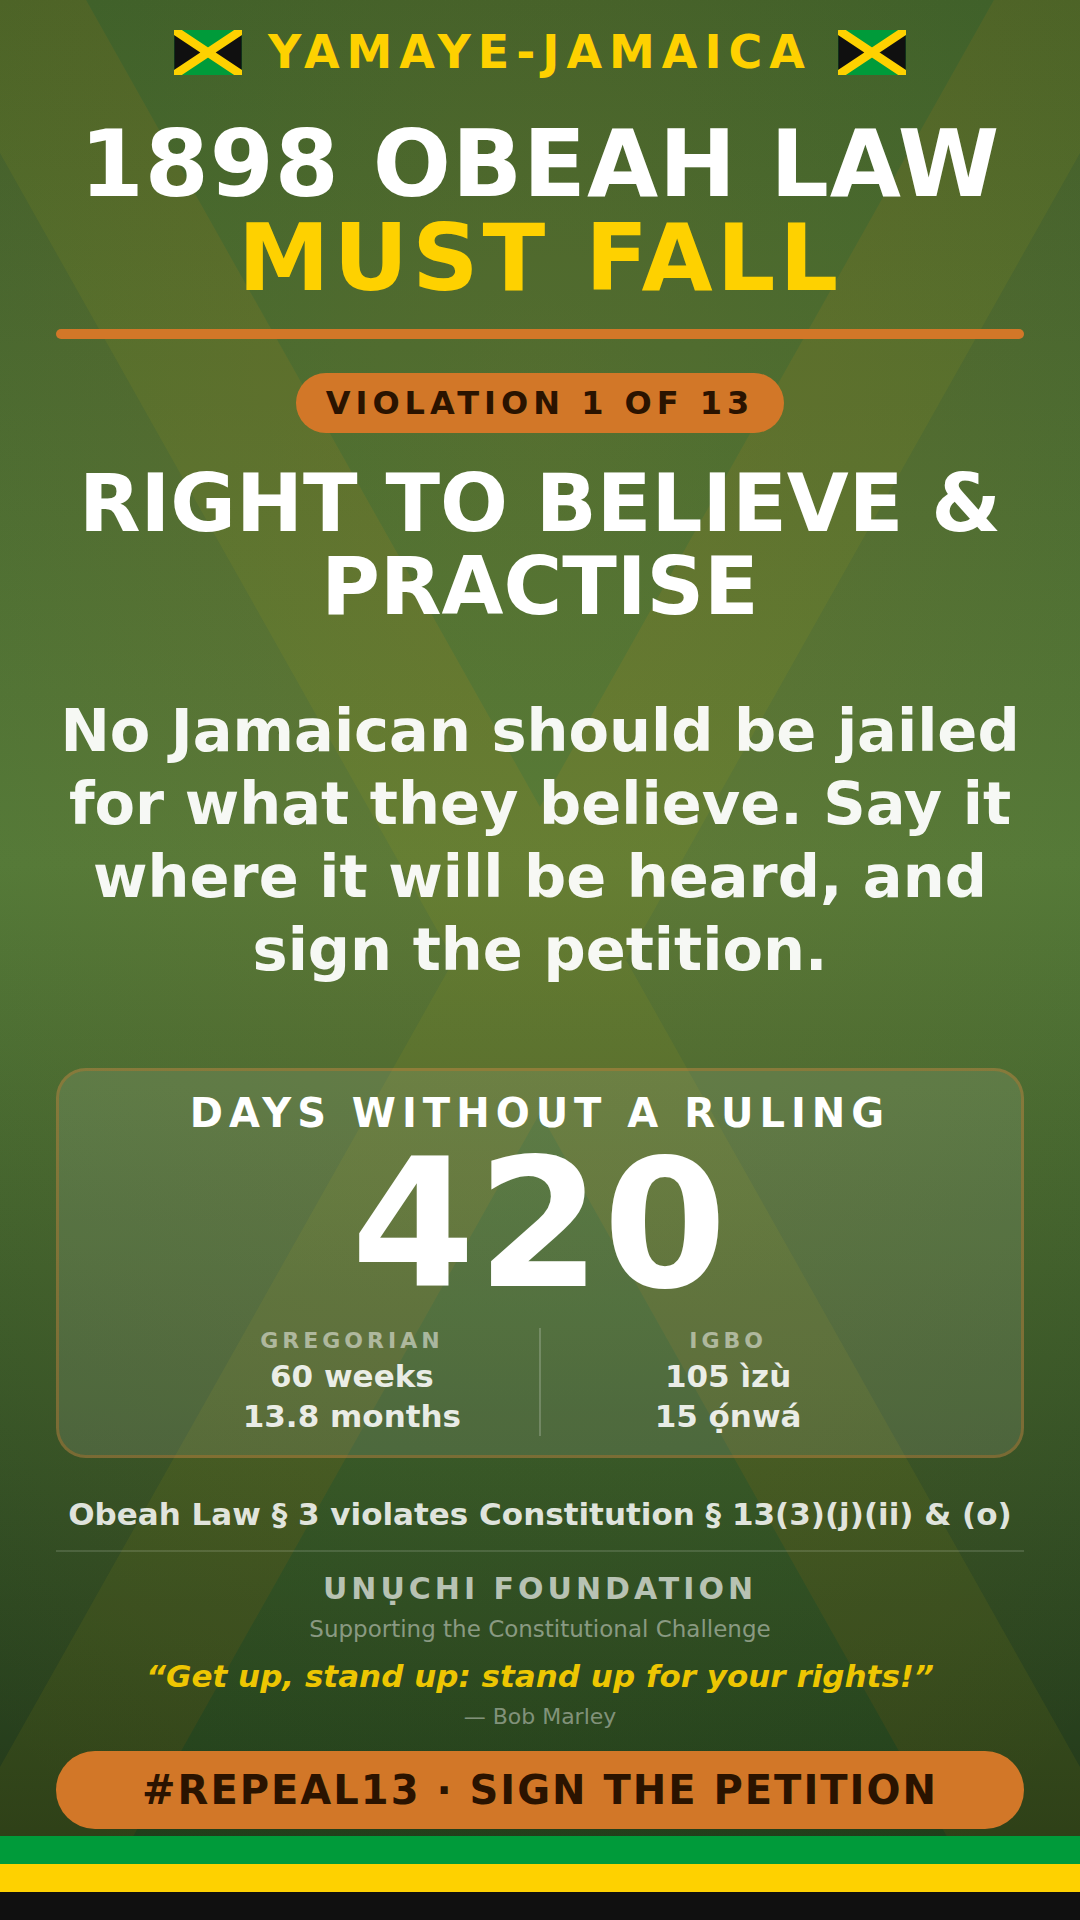 YAMAYE-JAMAICA
1898 OBEAH LAW
MUST FALL
VIOLATION 1 OF 13
RIGHT TO BELIEVE &
PRACTISE
No Jamaican should be jailed
for what they believe. Say it
where it will be heard, and
sign the petition.
DAYS WITHOUT A RULING
420
GREGORIAN
60 weeks
13.8 months
IGBO
105 ìzù
15 ọ́nwá
Obeah Law § 3 violates Constitution § 13(3)(j)(ii) & (o)
UNỤCHI FOUNDATION
Supporting the Constitutional Challenge
“Get up, stand up: stand up for your rights!”
— Bob Marley
#REPEAL13 · SIGN THE PETITION